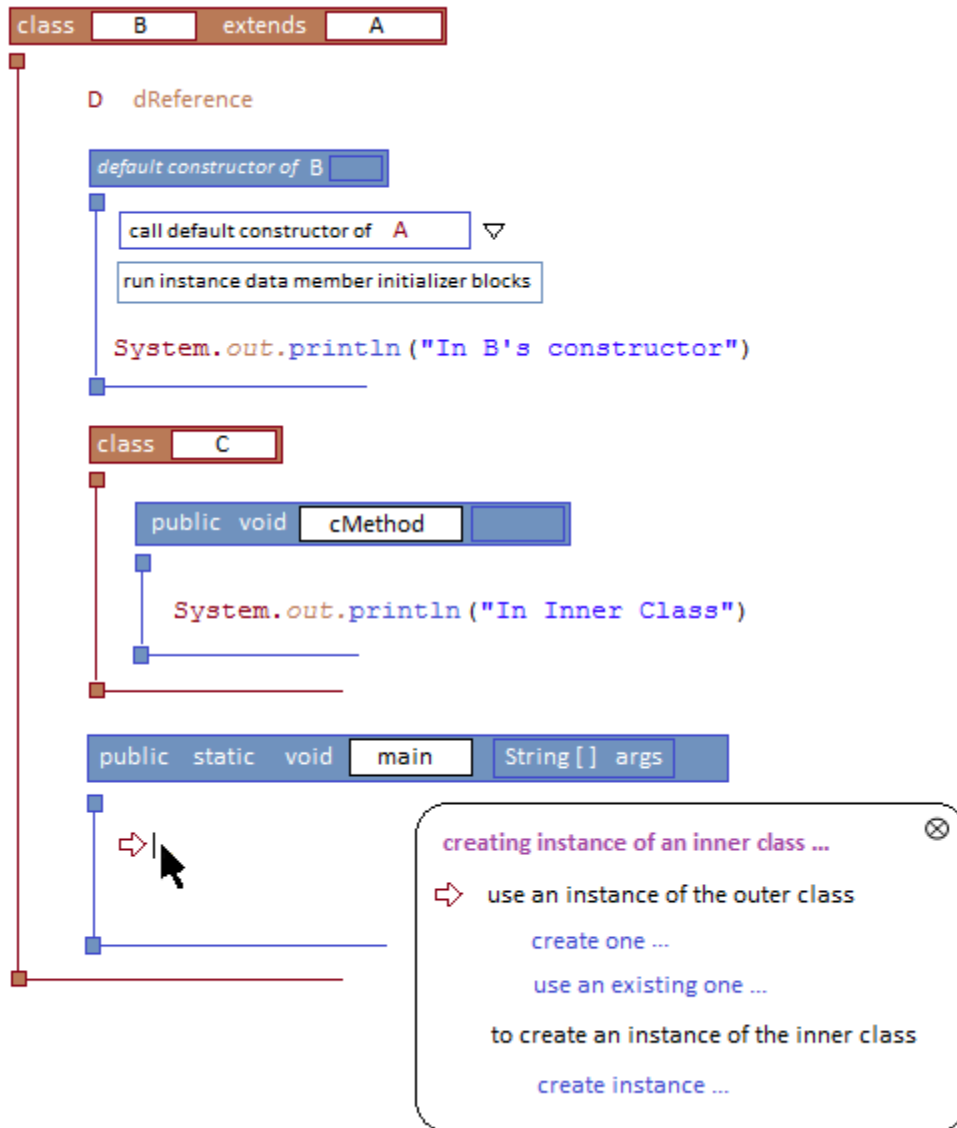 class B extends A
D dReference
default constructor of B
call default constructor of A
run instance data member initializer blocks
System.out.println("In B's constructor")
class C
public void cMethod
System.out.println("In Inner Class")
public static void main String[] args
creating instance of an inner class ...
use an instance of the outer class
create one ...
use an existing one ...
to create an instance of the inner class
create instance ...